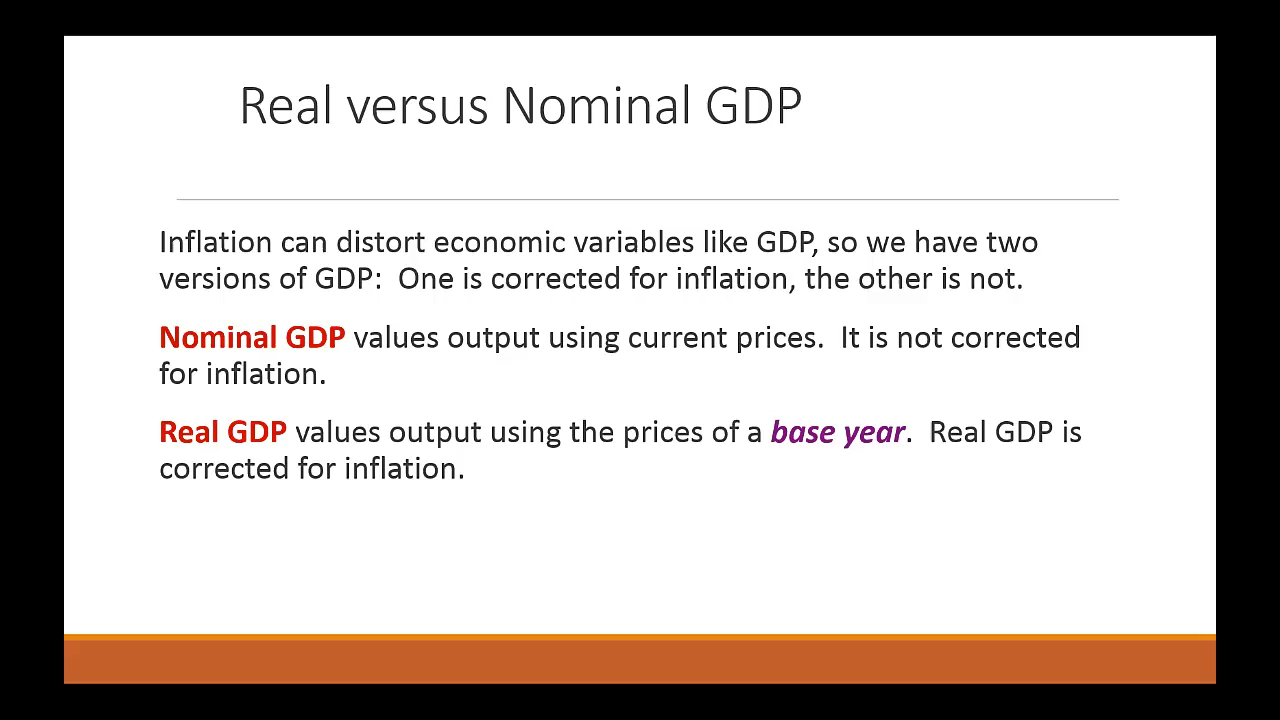 Real versus Nominal GDP
Inflation can distort economic variables like GDP, so we have two
versions of GDP:  One is corrected for inflation, the other is not.
Nominal GDP values output using current prices.  It is not corrected
for inflation.
Real GDP values output using the prices of a base year.  Real GDP is
corrected for inflation.